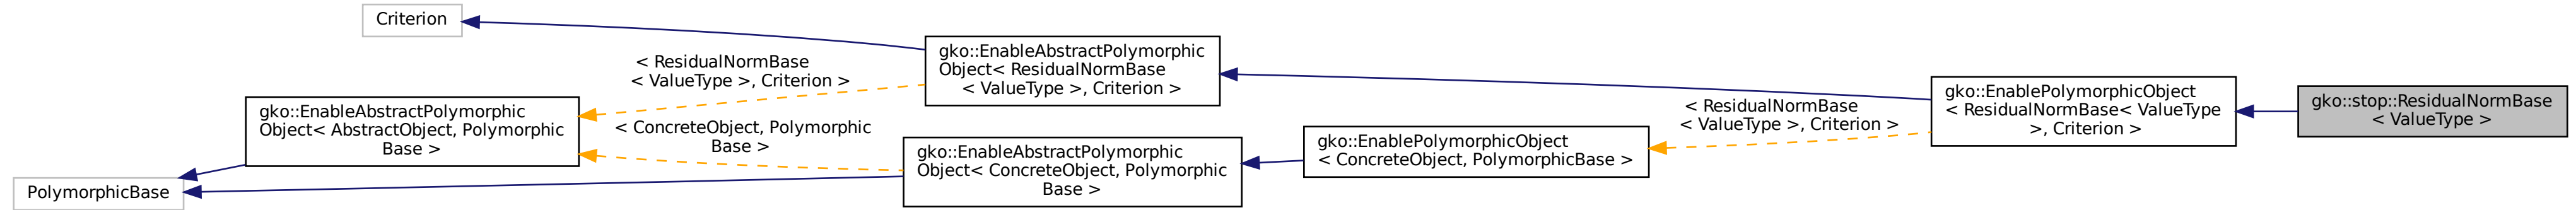 Criterion
gko::EnableAbstractPolymorphic
Object< ResidualNormBase
< ValueType >, Criterion >
< ResidualNormBase
< ValueType >, Criterion >
gko::EnablePolymorphicObject
< ResidualNormBase< ValueType
>, Criterion >
gko::stop::ResidualNormBase
< ValueType >
gko::EnableAbstractPolymorphic
Object< AbstractObject, Polymorphic
Base >
< ResidualNormBase
< ValueType >, Criterion >
< ConcreteObject, Polymorphic
Base >
gko::EnablePolymorphicObject
< ConcreteObject, PolymorphicBase >
gko::EnableAbstractPolymorphic
Object< ConcreteObject, Polymorphic
Base >
PolymorphicBase